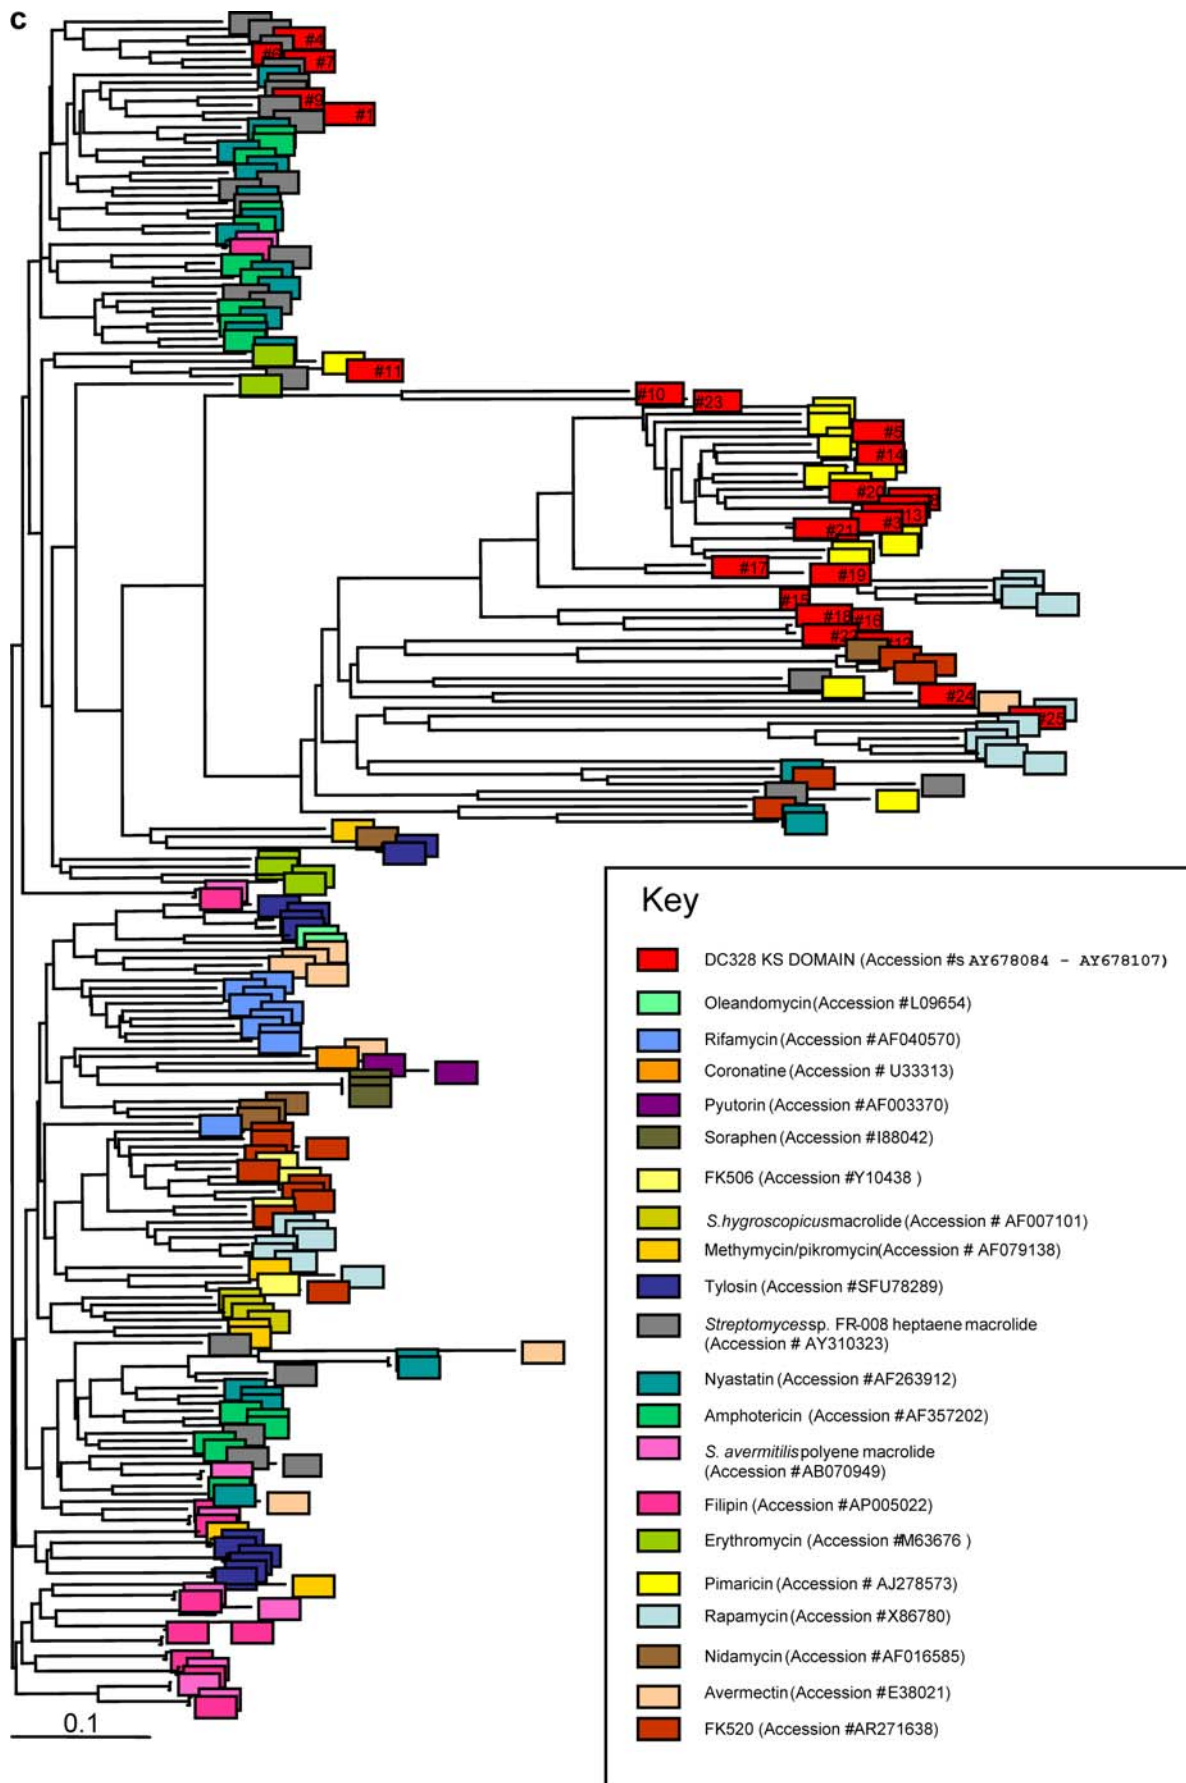 c
#4
#6
#7
#9
#1
#11
#10
#23
#5
#14
#20
13
#3
#21
#17
#19
#15
#18
#16
#22
#24
#25
Key
DC328 KS DOMAIN (Accession #s AY678084 - AY678107)
Oleandomycin (Accession #L09654)
Rifamycin (Accession #AF040570)
Coronatine (Accession # U33313)
Pyutorin (Accession #AF003370)
Soraphen (Accession #I88042)
FK506 (Accession #Y10438 )
S.hygroscopicus macrolide (Accession # AF007101)
Methymycin/pikromycin (Accession # AF079138)
Tylosin (Accession #SFU78289)
Streptomyces sp. FR-008 heptaene macrolide
(Accession # AY310323)
Nyastatin (Accession #AF263912)
Amphotericin (Accession #AF357202)
S. avermitilis polyene macrolide
(Accession #AB070949)
Filipin (Accession #AP005022)
Erythromycin (Accession #M63676 )
Pimaricin (Accession # AJ278573)
Rapamycin (Accession #X86780)
Nidamycin (Accession #AF016585)
Avermectin (Accession #E38021)
FK520 (Accession #AR271638)
0.1